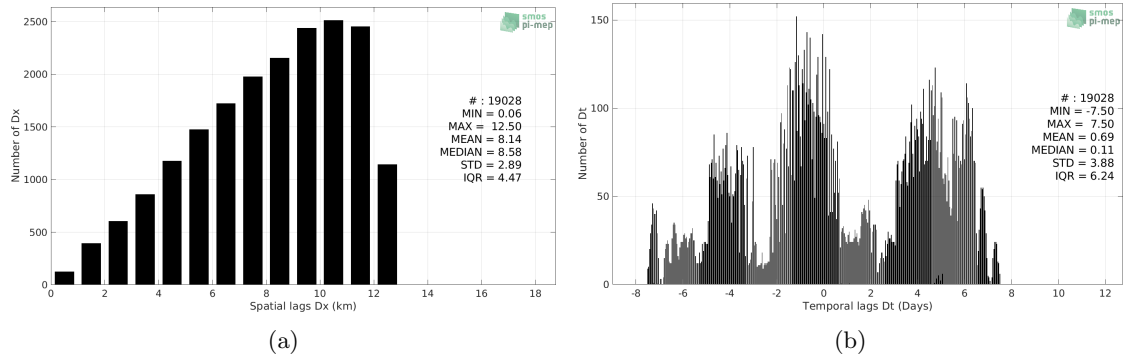 2500
2000
1500
1000
500
0
0 2 4 6 8 10 12 14 16 18
Number of Dx
Spatial lags Dx (km)
smos
pi-mep
# : 19028
MIN = 0.06
MAX = 12.50
MEAN = 8.14
MEDIAN = 8.58
STD = 2.89
IQR = 4.47
(a)
150
100
50
0
-8 -6 -4 -2 0 2 4 6 8 10 12
Number of Dt
Temporal lags Dt (Days)
smos
pi-mep
# : 19028
MIN = -7.50
MAX = 7.50
MEAN = 0.69
MEDIAN = 0.11
STD = 3.88
IQR = 6.24
(b)